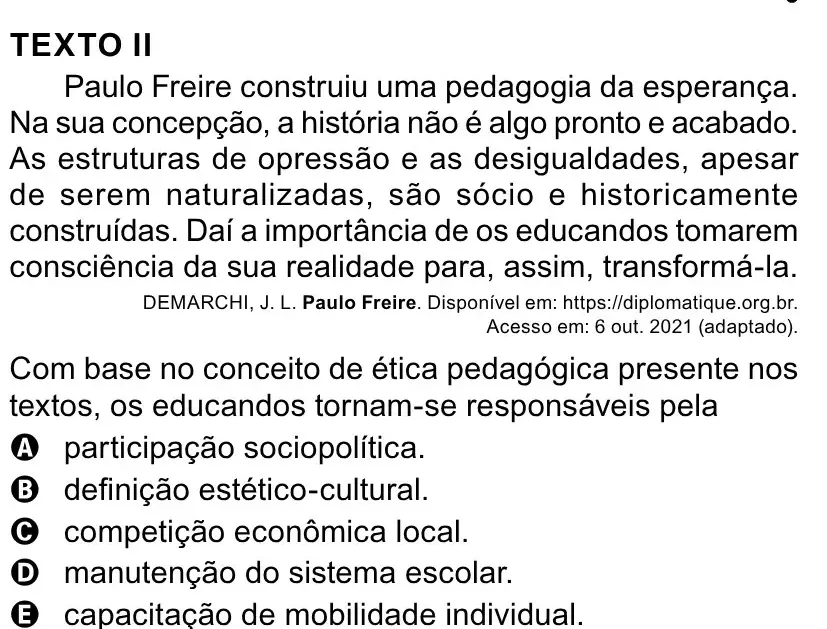 TEXTO II
Paulo Freire construiu uma pedagogia da esperança.
Na sua concepção, a história não é algo pronto e acabado.
As estruturas de opressão e as desigualdades, apesar
de serem naturalizadas, são sócio e historicamente
construídas. Daí a importância de os educandos tomarem
consciência da sua realidade para, assim, transformá-la.
DEMARCHI, J. L. Paulo Freire. Disponível em: https://diplomatique.org.br.
Acesso em: 6 out. 2021 (adaptado).
Com base no conceito de ética pedagógica presente nos
textos, os educandos tornam-se responsáveis pela
A participação sociopolítica.
B definição estético-cultural.
C competição econômica local.
D manutenção do sistema escolar.
E capacitação de mobilidade individual.